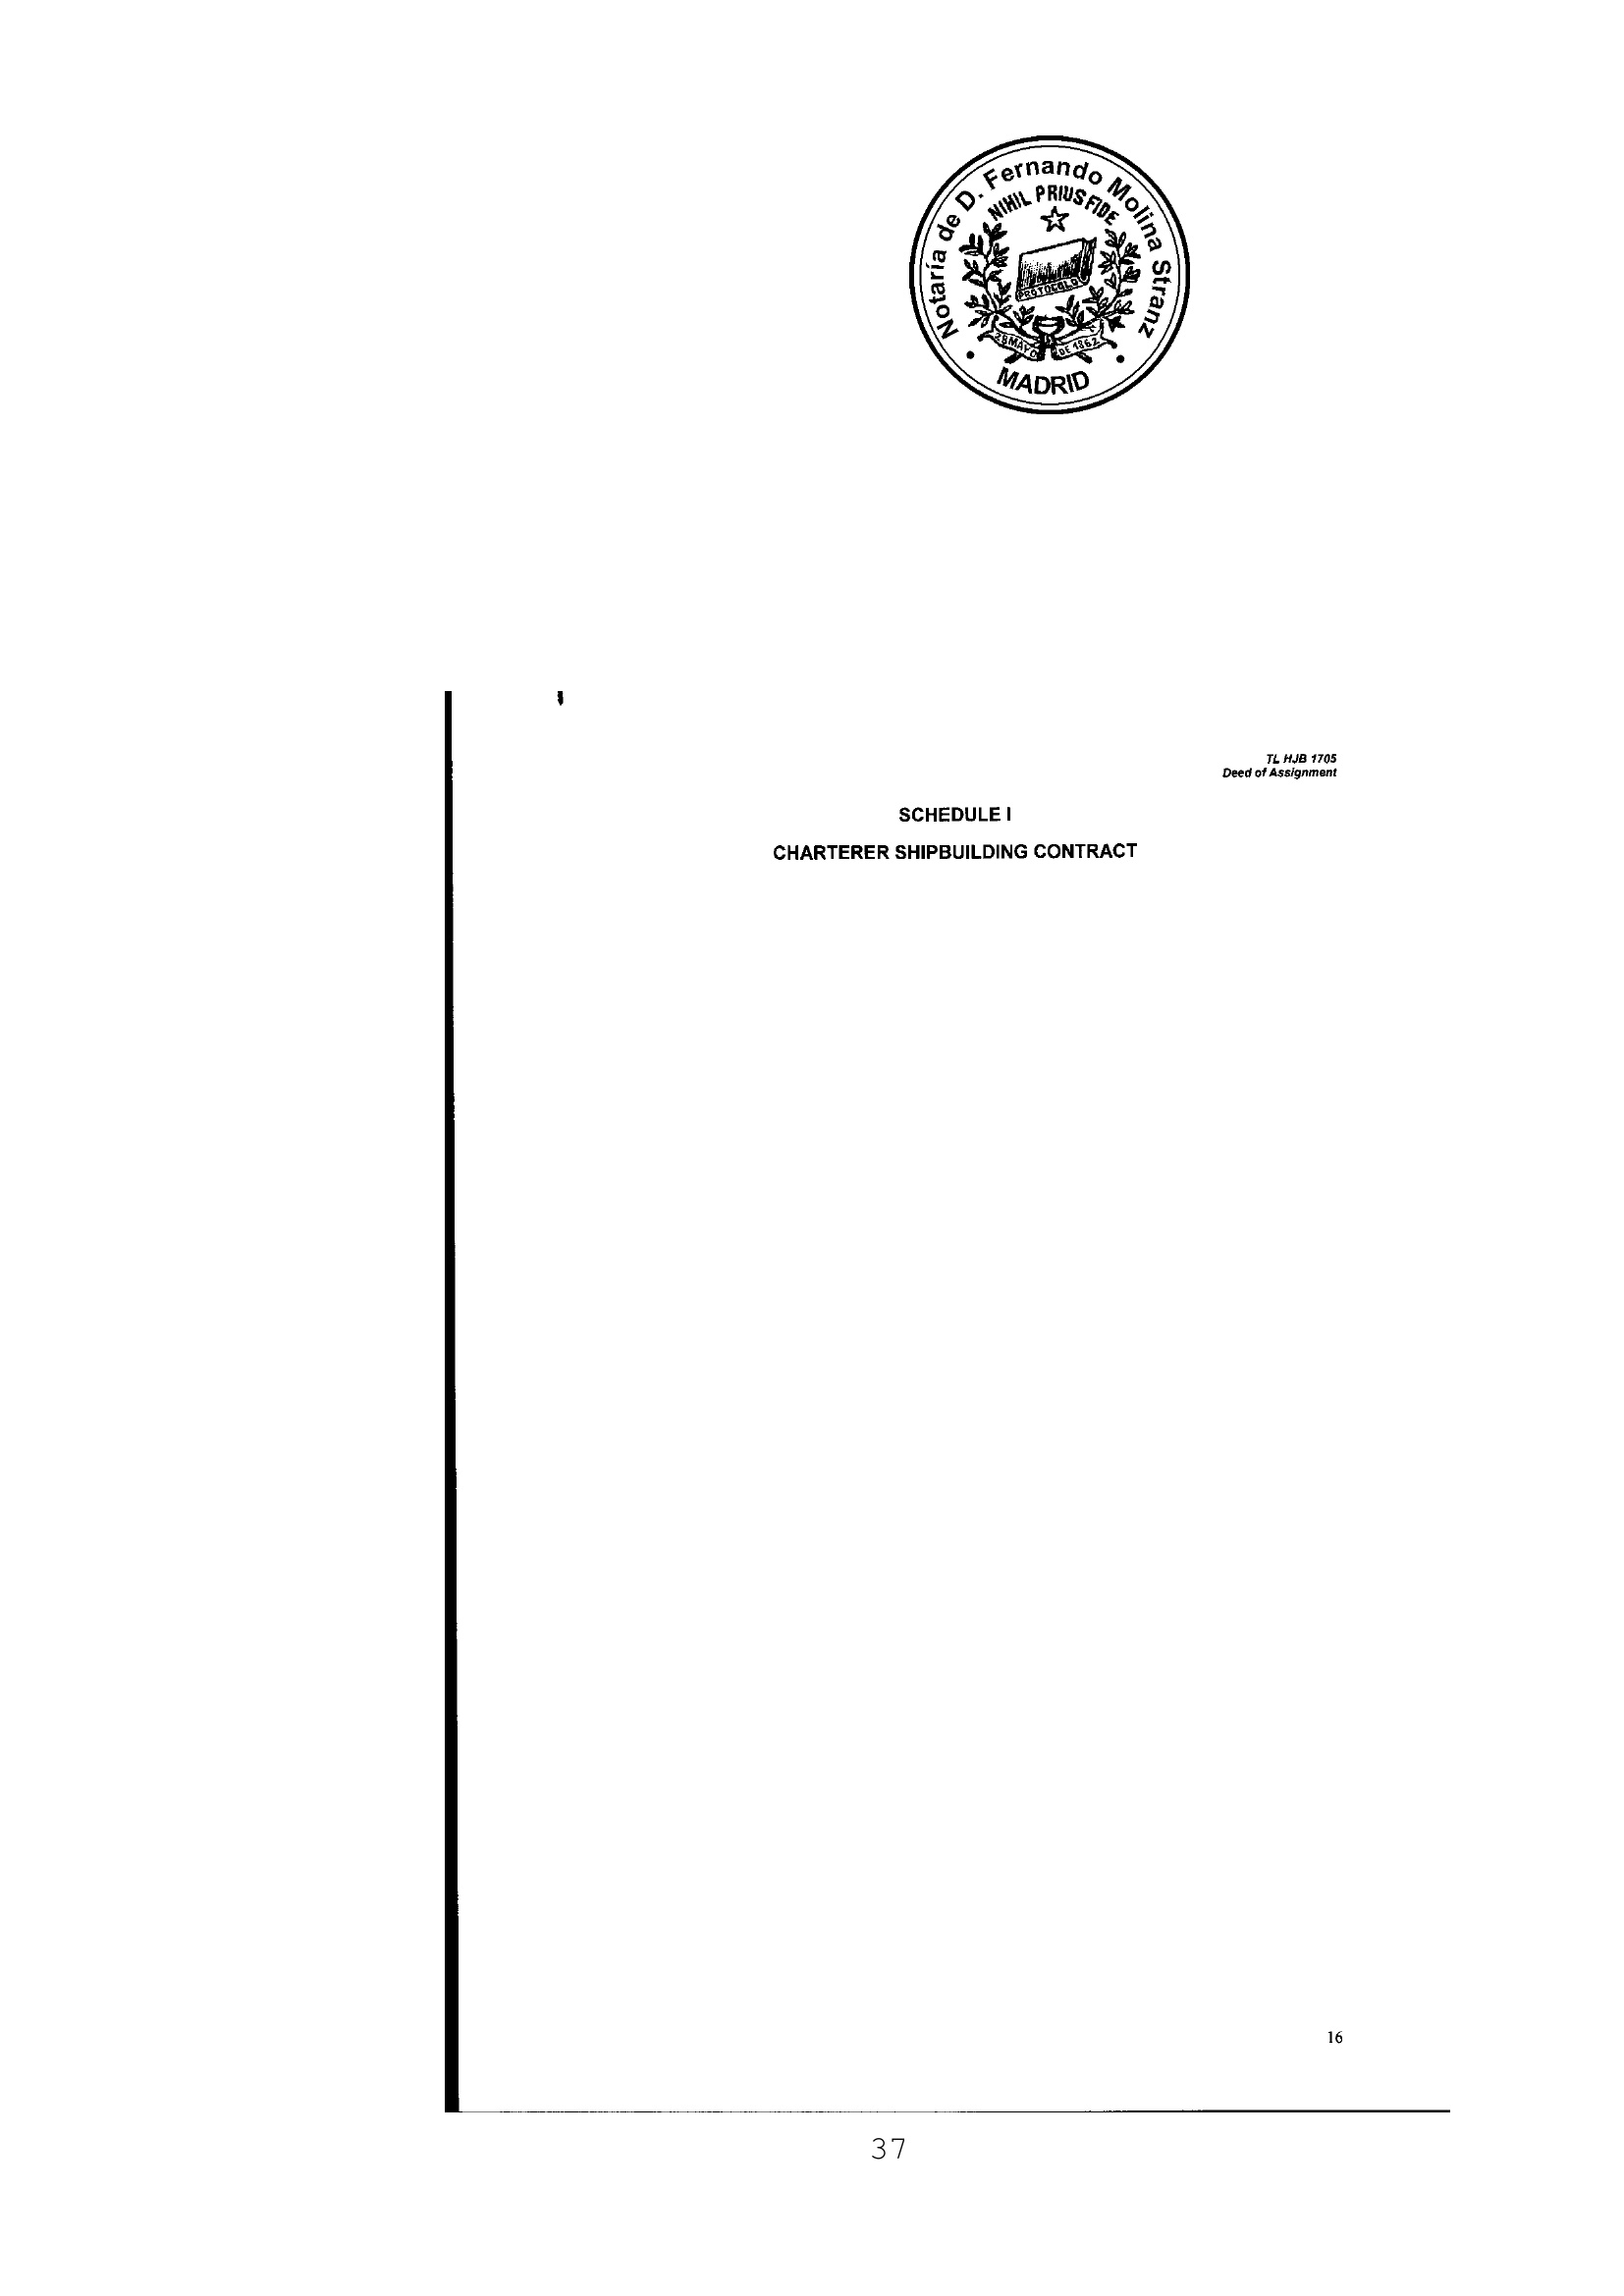 Notaría de D. Fernando Molina Stranz
NIHIL PRIUS FIDE
PROTOCOLO
28 MAYO DE 1862
MADRID
TL HJB 1705
Deed of Assignment
SCHEDULE I
CHARTERER SHIPBUILDING CONTRACT
16
37